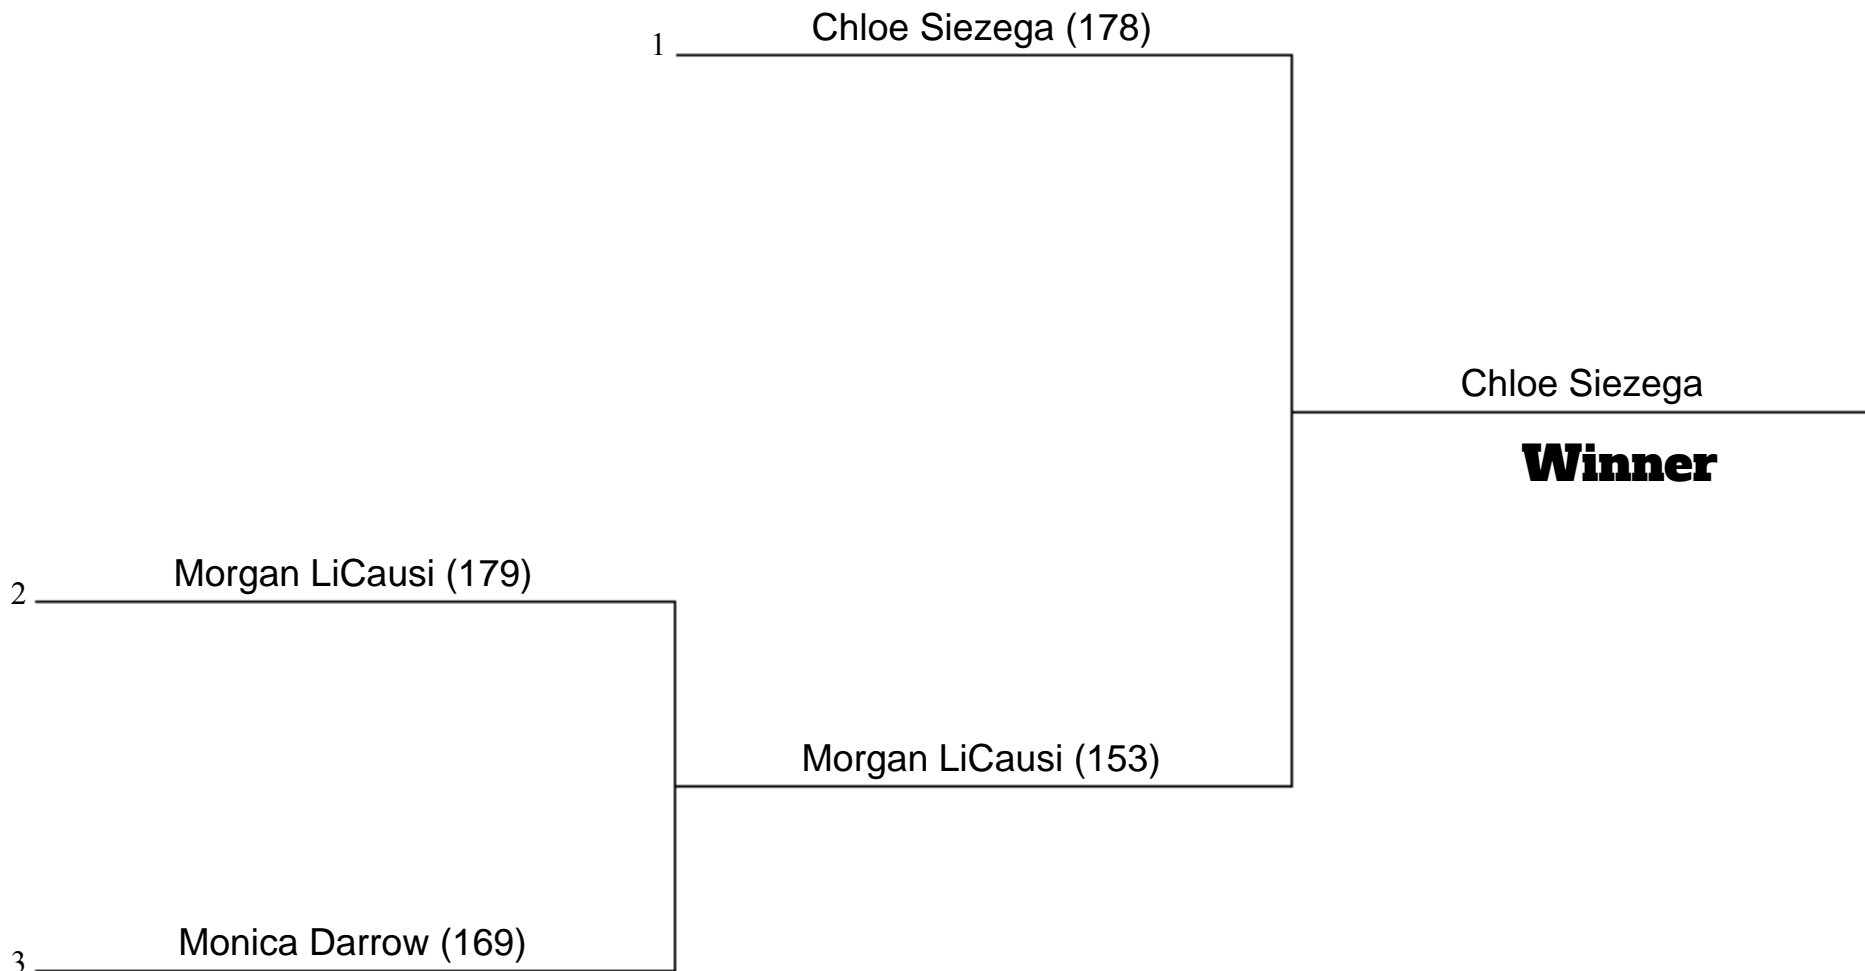 1 Chloe Siezega (178)
Chloe Siezega
Winner
2 Morgan LiCausi (179)
Morgan LiCausi (153)
3 Monica Darrow (169)